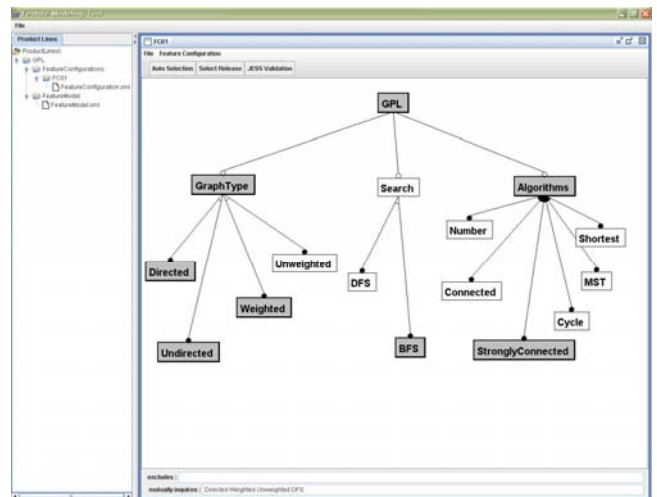 Feature Modeling Tool
File
Product Lines
ProductLines
GPL
FeatureConfigurations
FC01
FeatureConfiguration.xml
FeatureModel
FeatureModel.xml
FC01
File Feature Configuration
Auto Selection Select Release JESS Validation
GPL
GraphType
Search
Algorithms
Number
Shortest
Directed
Unweighted
DFS
Connected
MST
Weighted
Cycle
Undirected
BFS
StronglyConnected
excludes :
mutually inquires : Directed Weighted Unweighted DFS